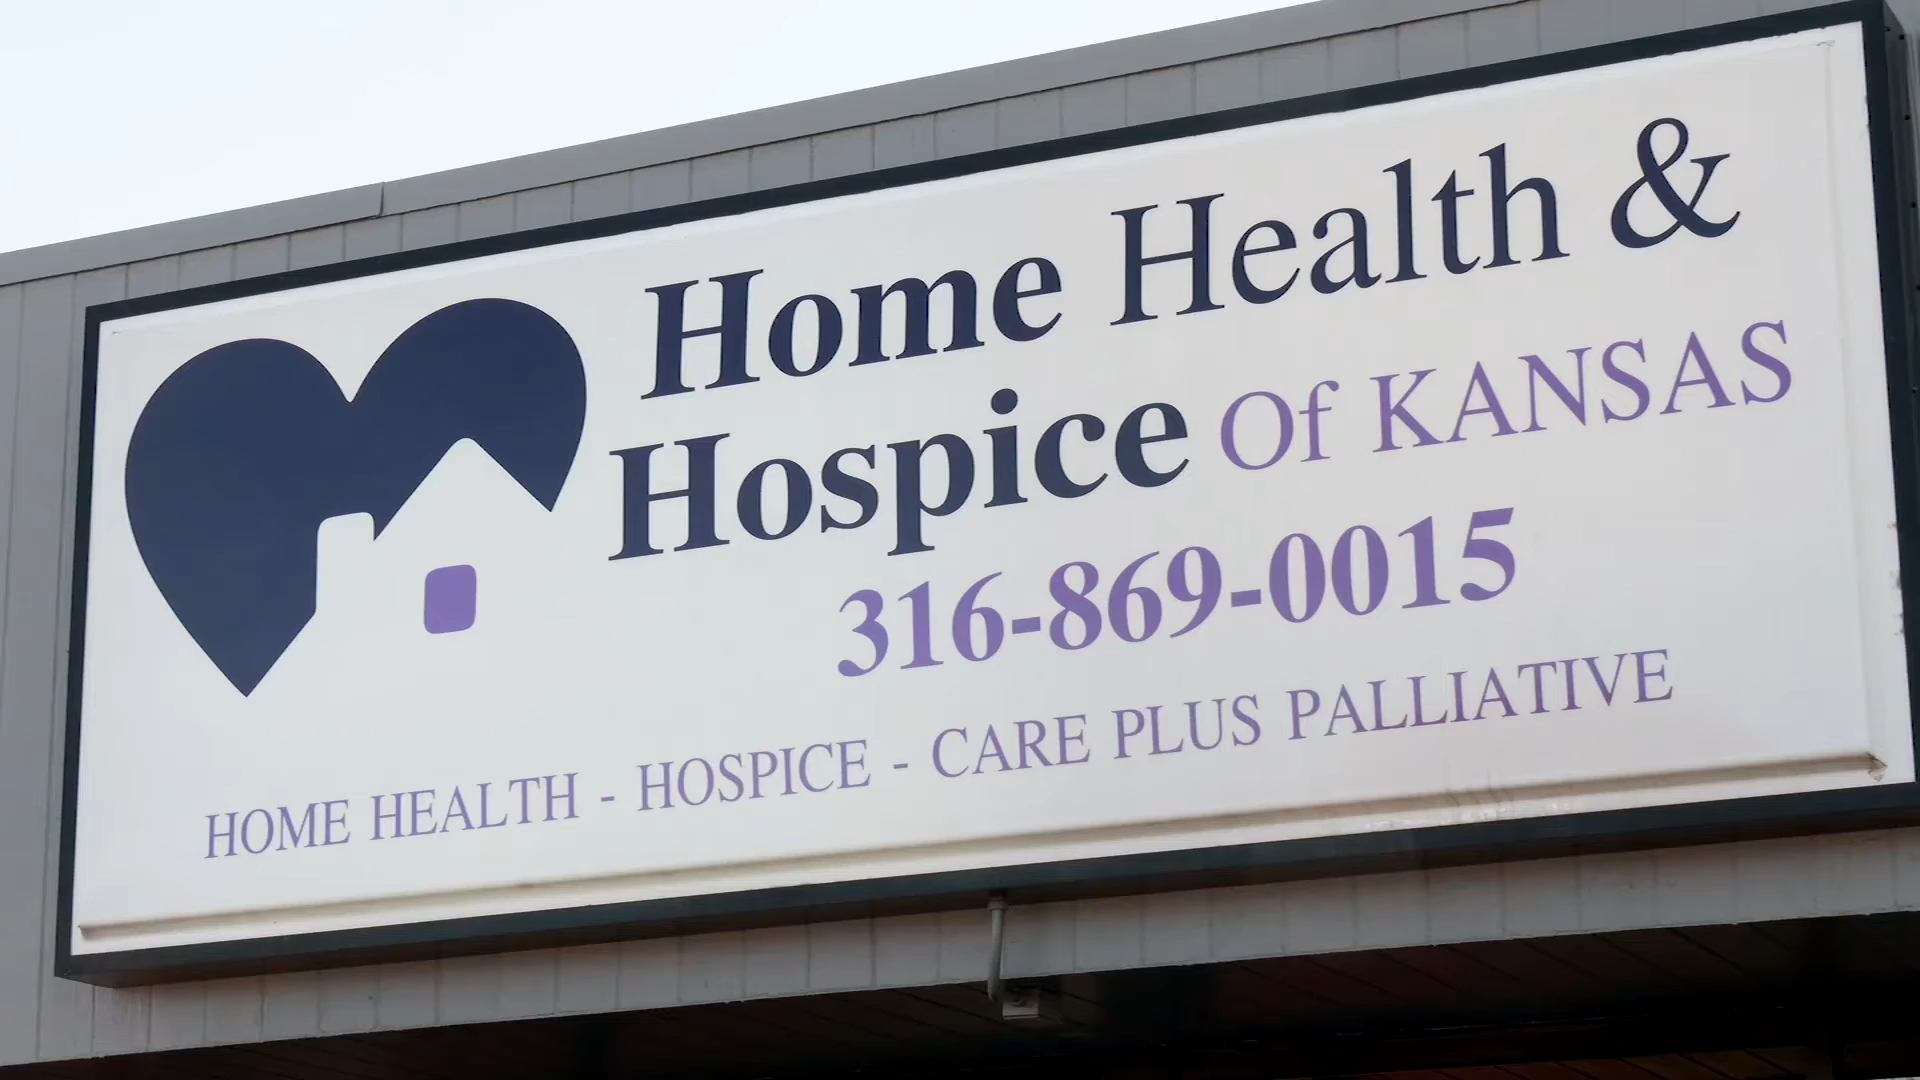 Home Health &
Hospice Of KANSAS
316-869-0015
HOME HEALTH - HOSPICE - CARE PLUS PALLIATIVE